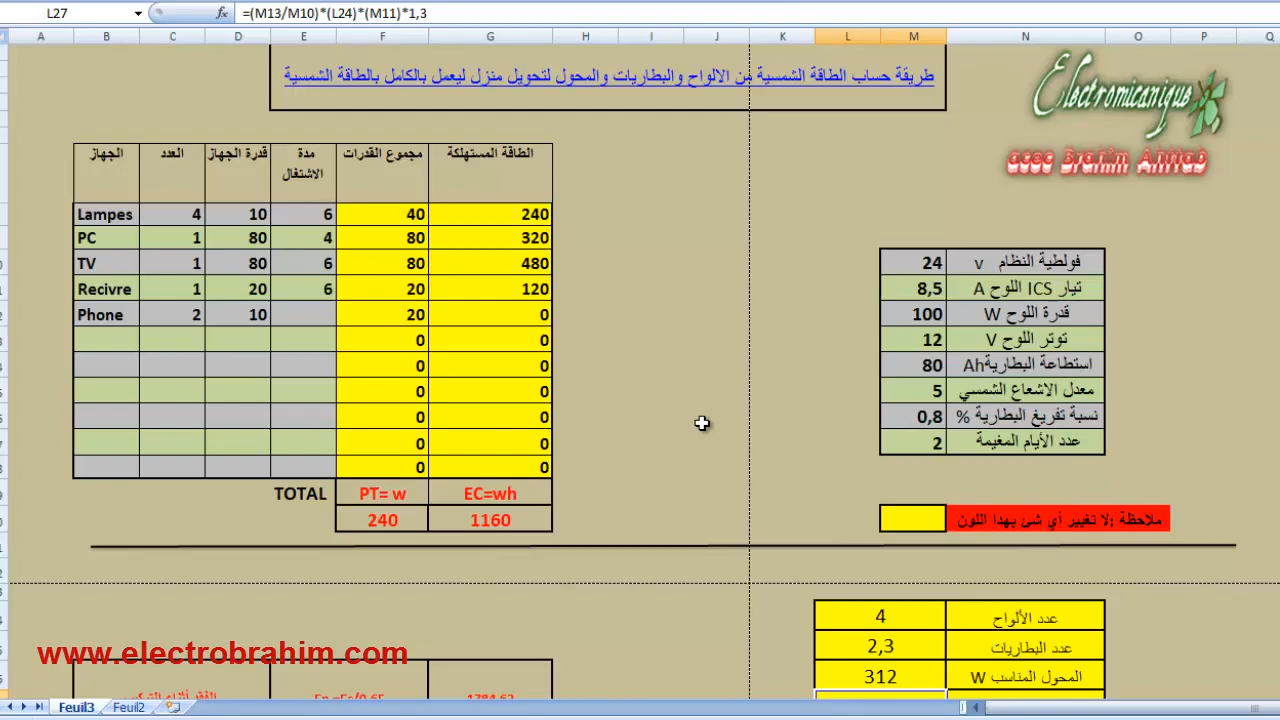 L27 fx =(M13/M10)*(L24)*(M11)*1,3
A B C D E F G H I J K L M N O P Q
طريقة حساب الطاقة الشمسية من الالواح والبطاريات والمحول لتحويل منزل ليعمل بالكامل بالطاقة الشمسية
Electromicanique
aeee Brahim Anitab
الجهاز العدد قدرة الجهاز مدة الاشتغال مجموع القدرات الطاقة المستهلكة
Lampes 4 10 6 40 240
PC 1 80 4 80 320
TV 1 80 6 80 480
Recivre 1 20 6 20 120
Phone 2 10 20 0
0 0
0 0
0 0
0 0
0 0
0 0
TOTAL PT= w EC=wh
240 1160
24 فولطية النظام v
8,5 تيار ICS اللوح A
100 قدرة اللوح W
12 توتر اللوح V
80 استطاعة البطاريةAh
5 معدل الاشعاع الشمسي
0,8 نسبة تفريغ البطارية %
2 عدد الأيام المغيمة
ملاحظة :لا تغيير أي شئ بهدا اللون
4 عدد الألواح
2,3 عدد البطاريات
312 المحول المناسب W
www.electrobrahim.com
Feuil3 Feuil2